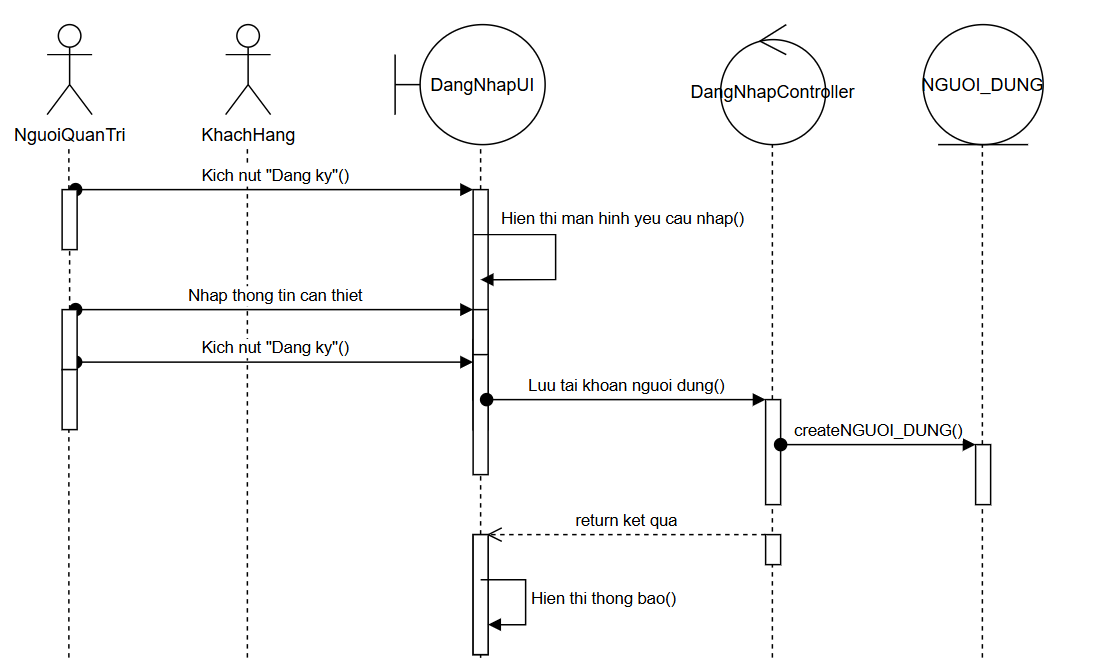 NguoiQuanTri
KhachHang
DangNhapUI
DangNhapController
NGUOI_DUNG
Kich nut "Dang ky"()
Hien thi man hinh yeu cau nhap()
Nhap thong tin can thiet
Kich nut "Dang ky"()
Luu tai khoan nguoi dung()
createNGUOI_DUNG()
return ket qua
Hien thi thong bao()